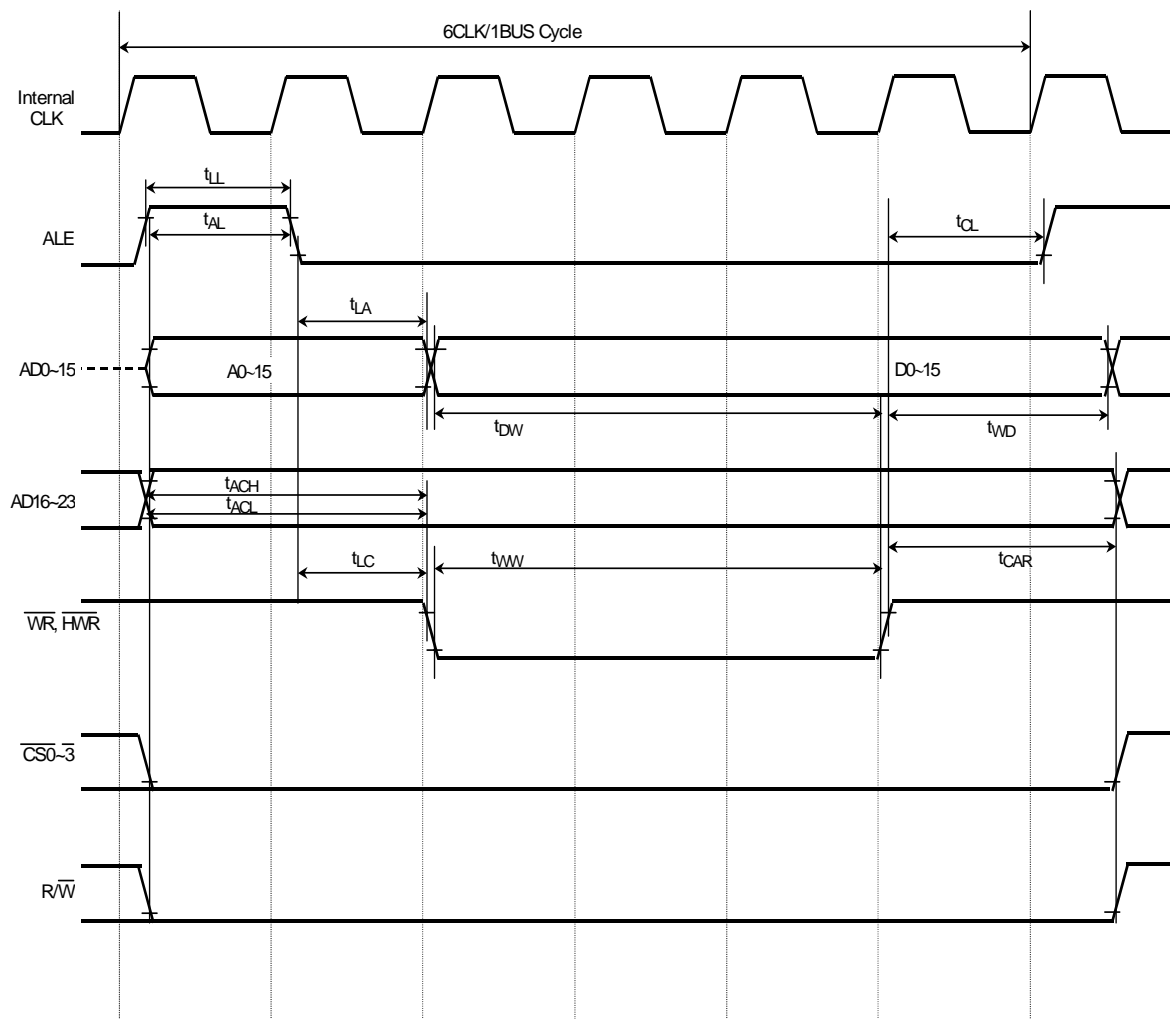 6CLK/1BUS Cycle
Internal
CLK
tLL
tAL
tCL
ALE
tLA
AD0~15
A0~15
D0~15
tDW
tWD
tACH
AD16~23
tACL
tLC
tWW
tCAR
WR, HWR
CS0~3
R/W